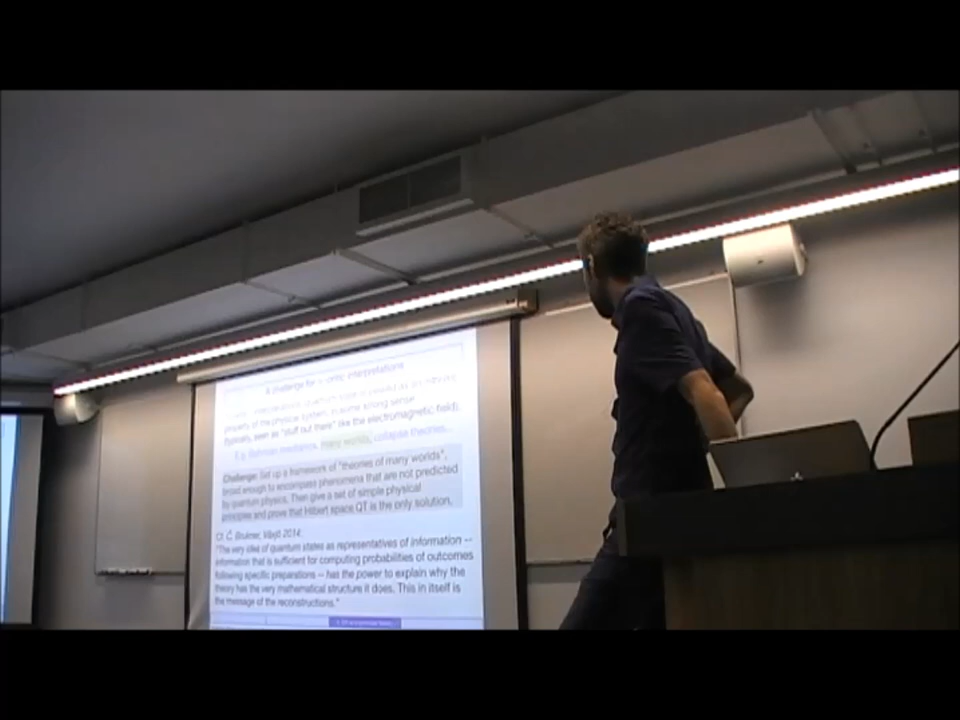 A challenge for ontic interpretations
property of the physical system, in some strong sense
(typically, seen as "stuff out there" like the electromagnetic field).
E.g. Bohmian mechanics, many worlds, collapse theories...
Challenge: Set up a framework of "theories of many worlds",
broad enough to encompass phenomena that are not predicted
by quantum physics. Then give a set of simple physical
principles and prove that Hilbert space QT is the only solution.
Cf. Č. Brukner, Växjö 2014:
"The very idea of quantum states as representatives of information --
information that is sufficient for computing probabilities of outcomes
following specific preparations -- has the power to explain why the
theory has the very mathematical structure it does. This in itself is
the message of the reconstructions."